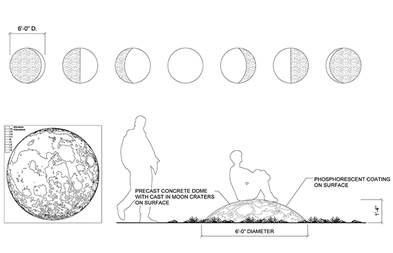 6'-0" D.
PRECAST CONCRETE DOME
WITH CAST IN MOON CRATERS
ON SURFACE
PHOSPHORESCENT COATING
ON SURFACE
1'-4"
6'-0" DIAMETER